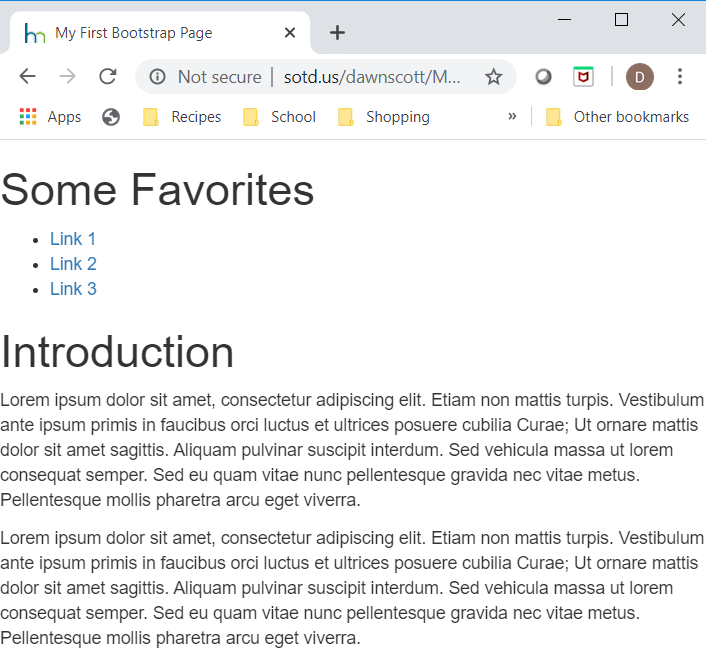 My First Bootstrap Page
Not secure | sotd.us/dawnscott/M...
D
Apps Recipes School Shopping » Other bookmarks
Some Favorites
• Link 1
• Link 2
• Link 3
Introduction
Lorem ipsum dolor sit amet, consectetur adipiscing elit. Etiam non mattis turpis. Vestibulum
ante ipsum primis in faucibus orci luctus et ultrices posuere cubilia Curae; Ut ornare mattis
dolor sit amet sagittis. Aliquam pulvinar suscipit interdum. Sed vehicula massa ut lorem
consequat semper. Sed eu quam vitae nunc pellentesque gravida nec vitae metus.
Pellentesque mollis pharetra arcu eget viverra.
Lorem ipsum dolor sit amet, consectetur adipiscing elit. Etiam non mattis turpis. Vestibulum
ante ipsum primis in faucibus orci luctus et ultrices posuere cubilia Curae; Ut ornare mattis
dolor sit amet sagittis. Aliquam pulvinar suscipit interdum. Sed vehicula massa ut lorem
consequat semper. Sed eu quam vitae nunc pellentesque gravida nec vitae metus.
Pellentesque mollis pharetra arcu eget viverra.